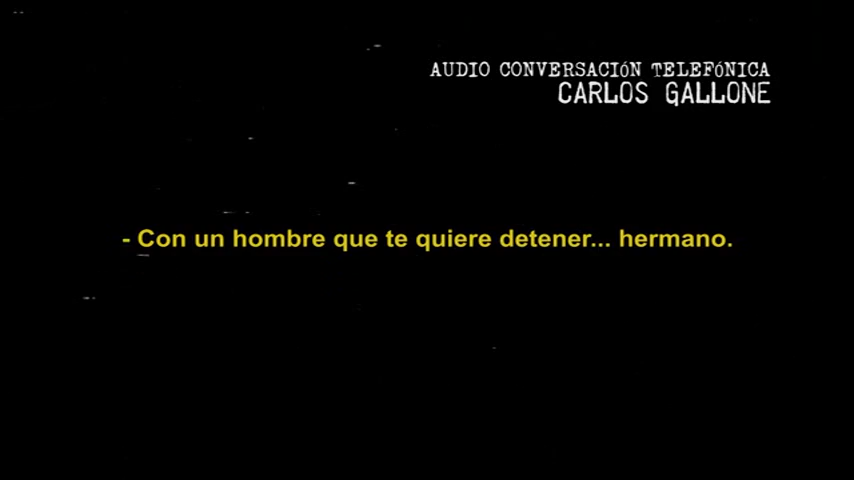 AUDIO CONVERSACIÓN TELEFÓNICA
CARLOS GALLONE
- Con un hombre que te quiere detener... hermano.